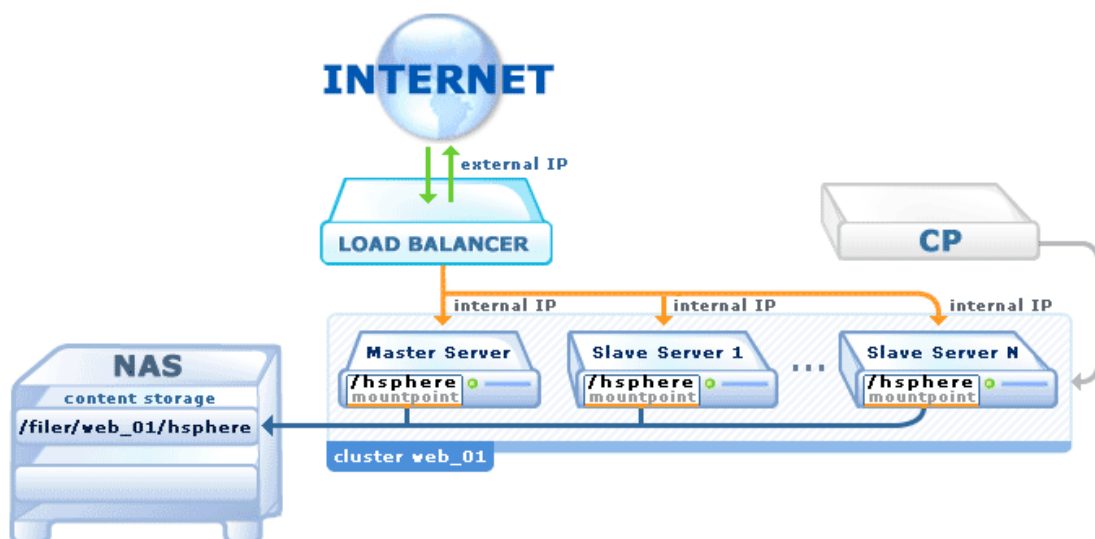 INTERNET
external IP
LOAD BALANCER
CP
internal IP
internal IP
internal IP
Master Server
Slave Server 1
...
Slave Server N
/hsphere
mountpoint
/hsphere
mountpoint
/hsphere
mountpoint
NAS
content storage
/filer/web_01/hsphere
cluster web_01